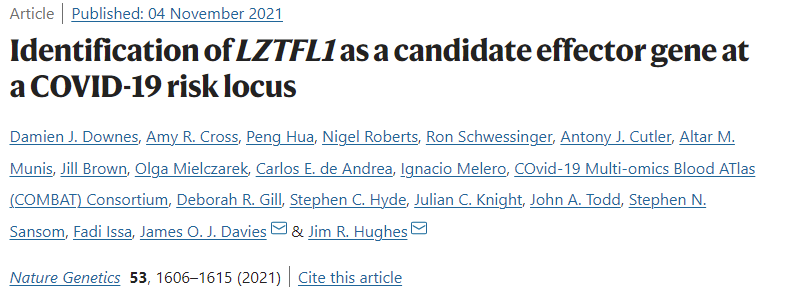 Article | Published: 04 November 2021
Identification of LZTFL1 as a candidate effector gene at
a COVID-19 risk locus
Damien J. Downes, Amy R. Cross, Peng Hua, Nigel Roberts, Ron Schwessinger, Antony J. Cutler, Altar M.
Munis, Jill Brown, Olga Mielczarek, Carlos E. de Andrea, Ignacio Melero, COvid-19 Multi-omics Blood ATlas
(COMBAT) Consortium, Deborah R. Gill, Stephen C. Hyde, Julian C. Knight, John A. Todd, Stephen N.
Sansom, Fadi Issa, James O. J. Davies & Jim R. Hughes
Nature Genetics 53, 1606–1615 (2021) | Cite this article